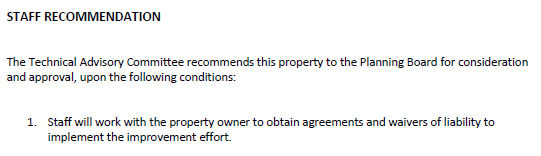 STAFF RECOMMENDATION
The Technical Advisory Committee recommends this property to the Planning Board for consideration
and approval, upon the following conditions:
1. Staff will work with the property owner to obtain agreements and waivers of liability to
implement the improvement effort.